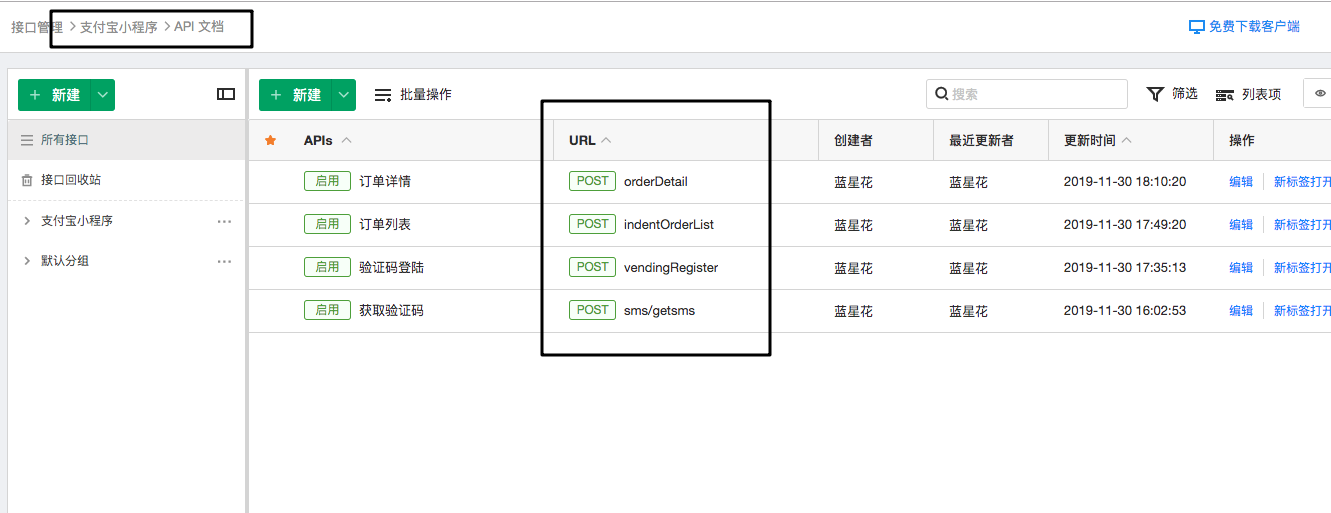 接口管理 > 支付宝小程序 > API 文档
免费下载客户端
+ 新建
+ 新建 批量操作 搜索 筛选 列表项
所有接口
接口回收站
支付宝小程序 ...
默认分组 ...
APIs URL 创建者 最近更新者 更新时间 操作
启用 订单详情 POST orderDetail 蓝星花 蓝星花 2019-11-30 18:10:20 编辑 新标签打开
启用 订单列表 POST indentOrderList 蓝星花 蓝星花 2019-11-30 17:49:20 编辑 新标签打开
启用 验证码登陆 POST vendingRegister 蓝星花 蓝星花 2019-11-30 17:35:13 编辑 新标签打开
启用 获取验证码 POST sms/getsms 蓝星花 蓝星花 2019-11-30 16:02:53 编辑 新标签打开